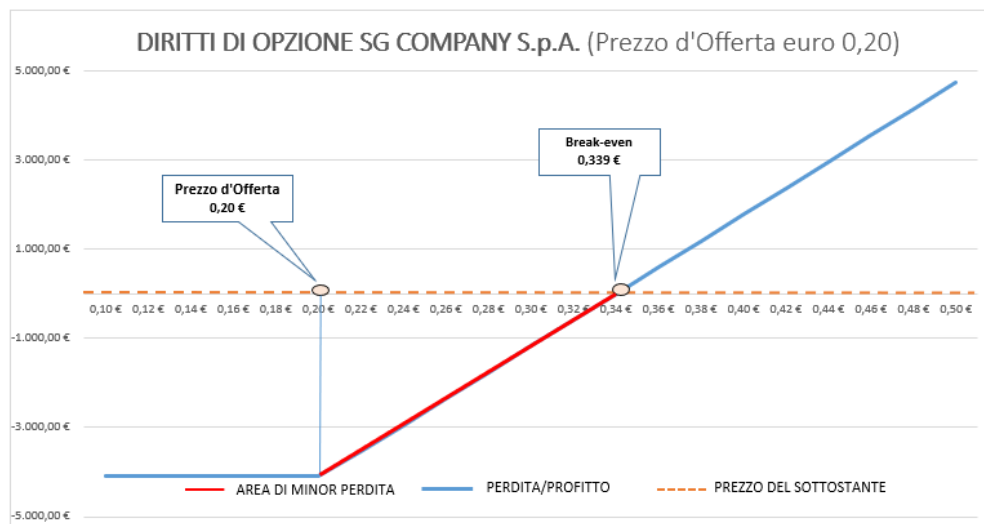 DIRITTI DI OPZIONE SG COMPANY S.p.A. (Prezzo d'Offerta euro 0,20)
5.000,00 €
3.000,00 €
1.000,00 €
-1.000,00 €
-3.000,00 €
-5.000,00 €
Prezzo d'Offerta
0,20 €
Break-even
0,339 €
0,10 € 0,12 € 0,14 € 0,16 € 0,18 € 0,20 € 0,22 € 0,24 € 0,26 € 0,28 € 0,30 € 0,32 € 0,34 € 0,36 € 0,38 € 0,40 € 0,42 € 0,44 € 0,46 € 0,48 € 0,50 €
AREA DI MINOR PERDITA
PERDITA/PROFITTO
PREZZO DEL SOTTOSTANTE